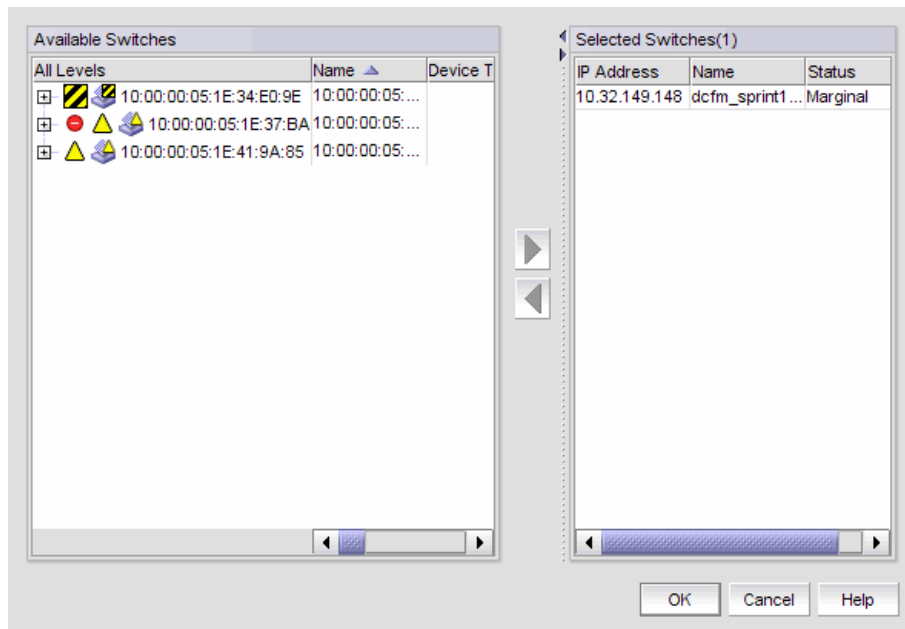 Available Switches
All Levels Name Device T
10:00:00:05:1E:34:E0:9E 10:00:00:05:...
10:00:00:05:1E:37:BA 10:00:00:05:...
10:00:00:05:1E:41:9A:85 10:00:00:05:...
Selected Switches(1)
IP Address Name Status
10.32.149.148 dcfm_sprint1... Marginal
OK Cancel Help